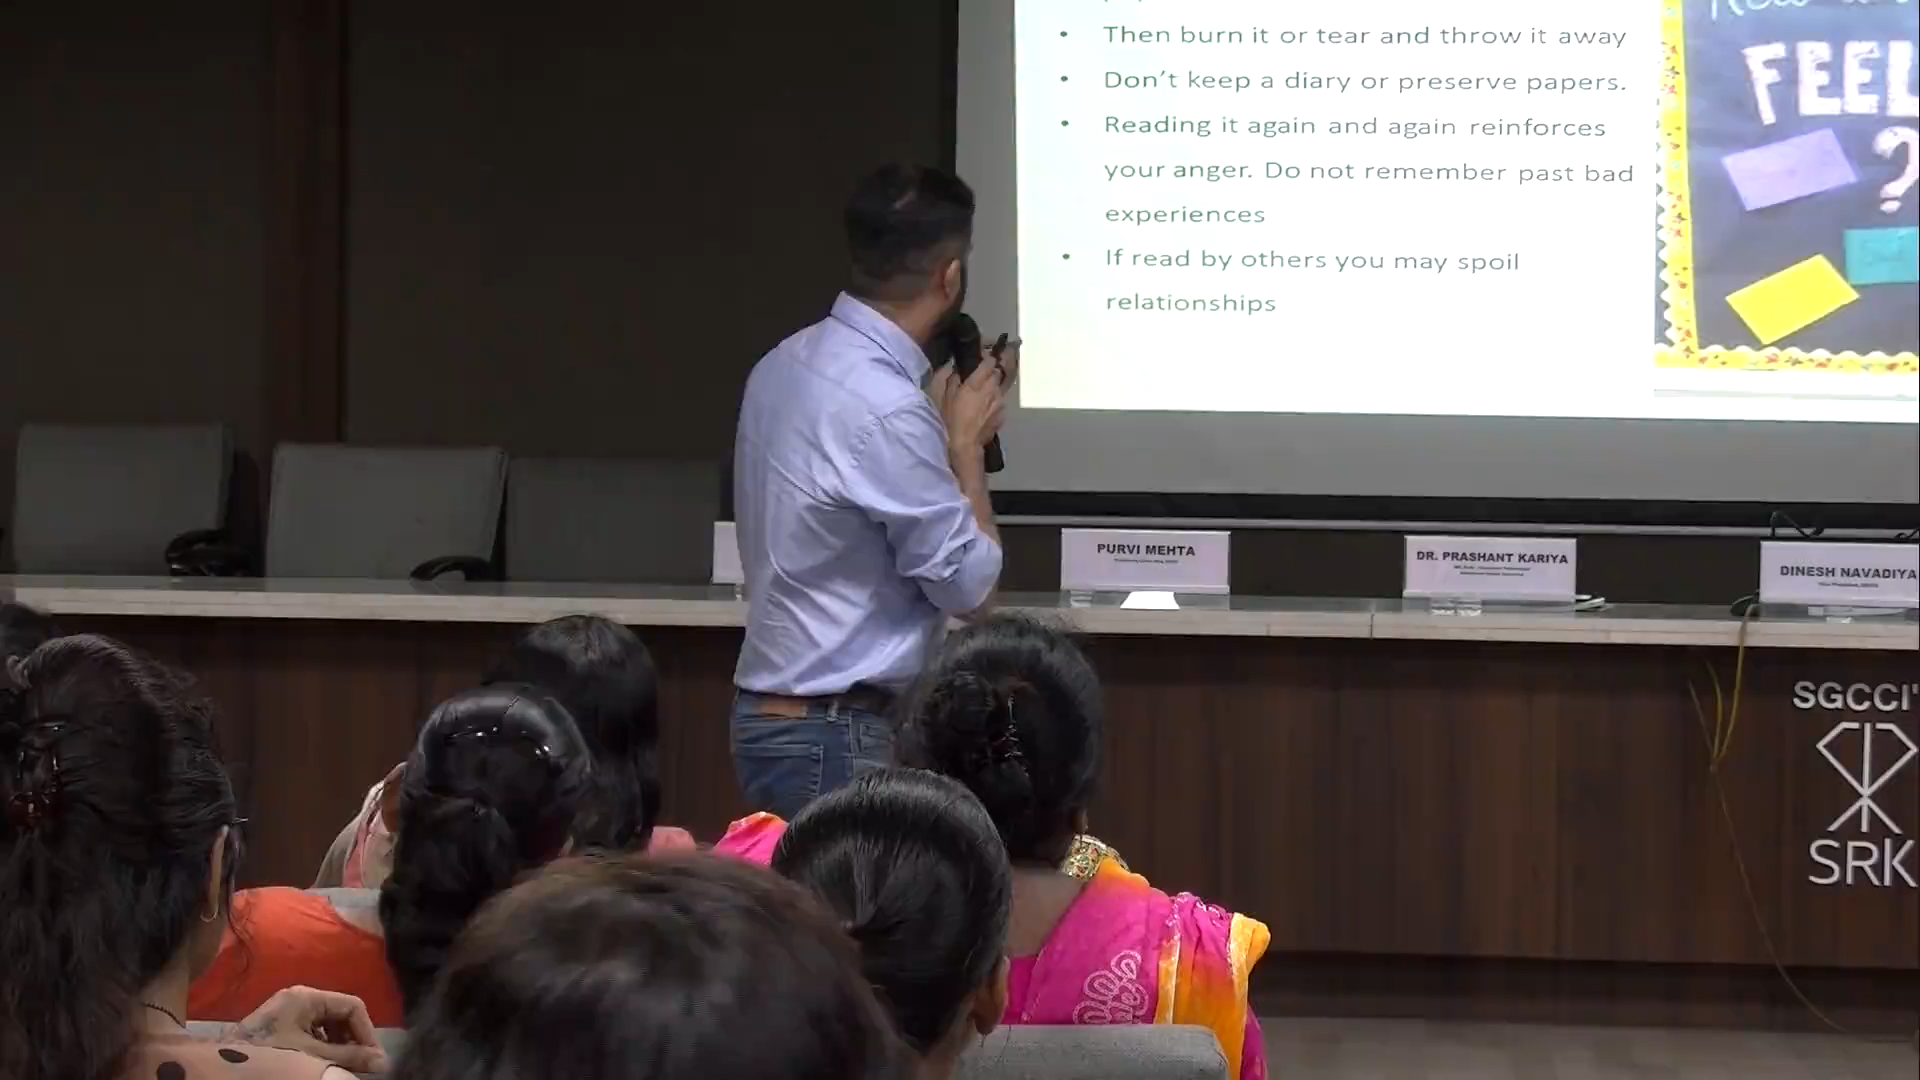 • Then burn it or tear and throw it away
• Don't keep a diary or preserve papers.
• Reading it again and again reinforces
your anger. Do not remember past bad
experiences
• If read by others you may spoil
relationships
FEEL
?
PURVI MEHTA
DR. PRASHANT KARIYA
DINESH NAVADIYA
SGCCI'
SRK